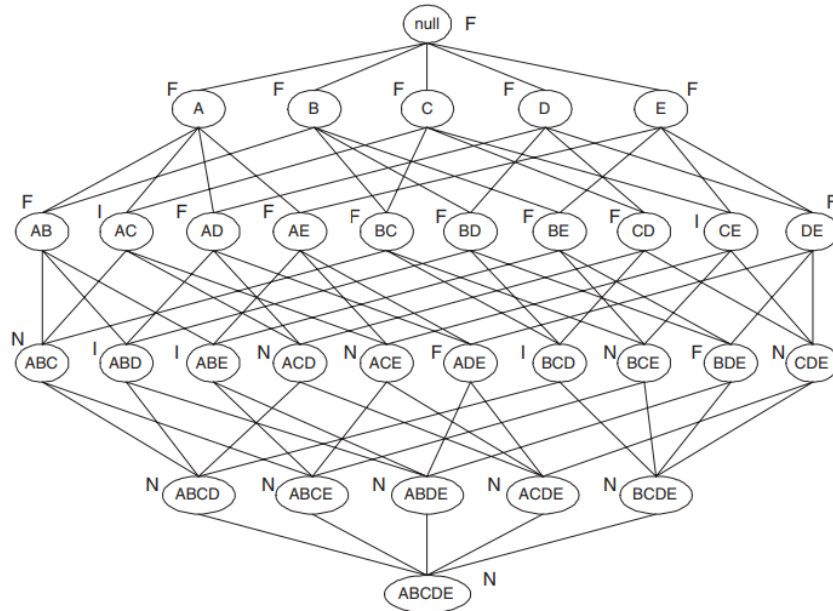 null F
F A F B F C F D F E
F AB I AC F AD F AE F BC F BD F BE F CD I CE F DE
N ABC I ABD I ABE N ACD N ACE F ADE I BCD N BCE F BDE N CDE
N ABCD N ABCE N ABDE N ACDE N BCDE
ABCDE N